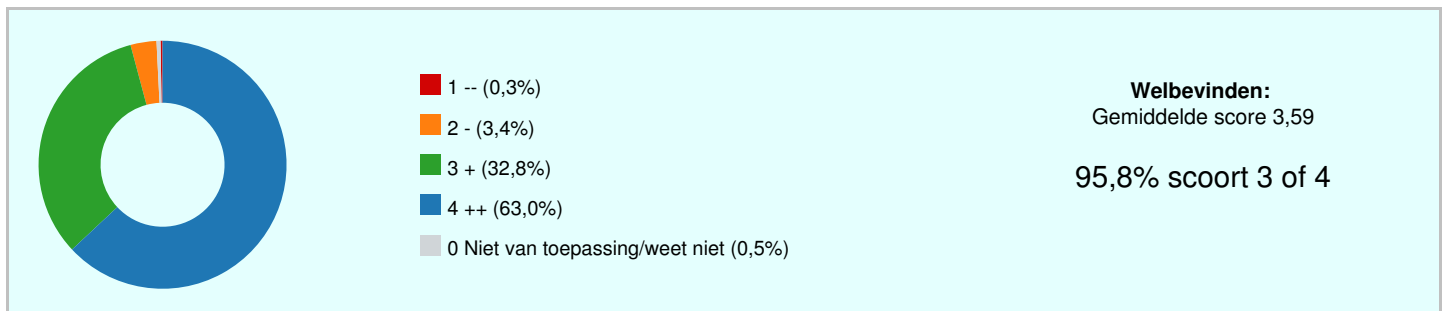 1 -- (0,3%)
2 - (3,4%)
3 + (32,8%)
4 ++ (63,0%)
0 Niet van toepassing/weet niet (0,5%)
Welbevinden:
Gemiddelde score 3,59
95,8% scoort 3 of 4